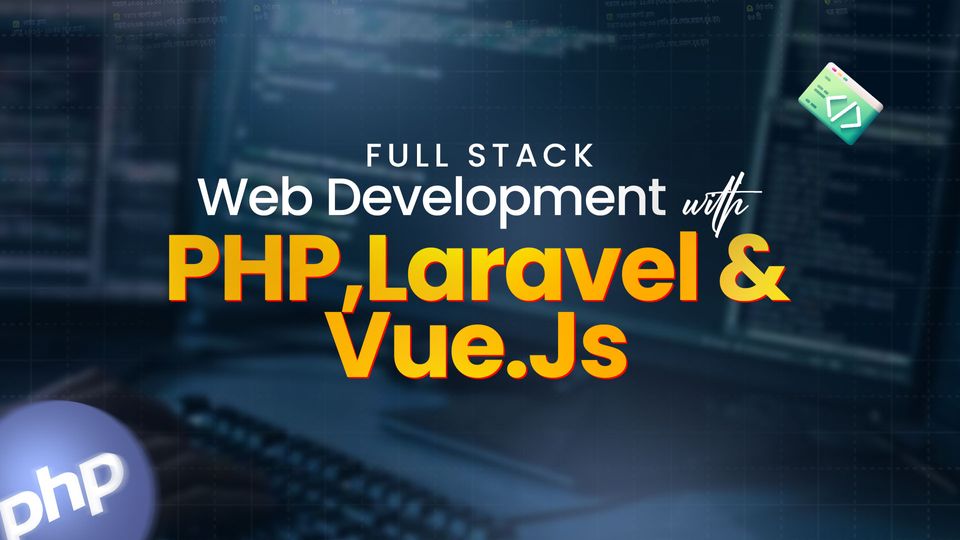 FULL STACK
Web Development with
PHP,Laravel &
Vue.Js
</>
php